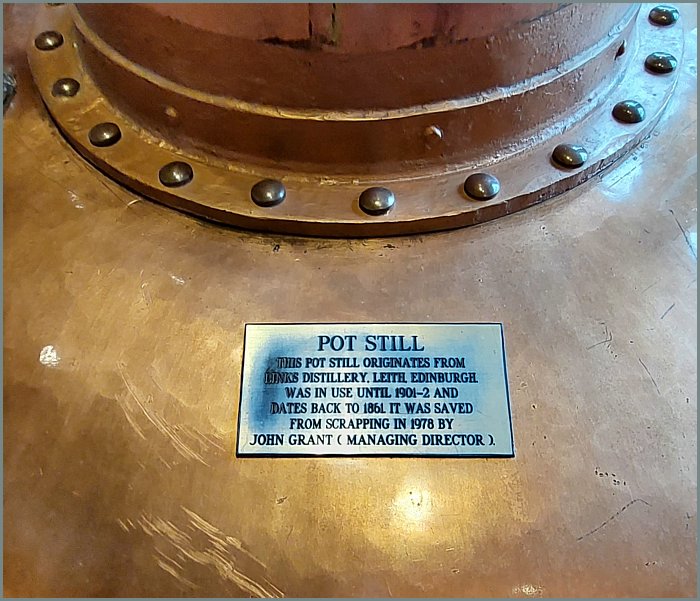 POT STILL
THIS POT STILL ORIGINATES FROM
LINKS DISTILLERY, LEITH, EDINBURGH.
WAS IN USE UNTIL 1901-2 AND
DATES BACK TO 1861. IT WAS SAVED
FROM SCRAPPING IN 1978 BY
JOHN GRANT ( MANAGING DIRECTOR ).